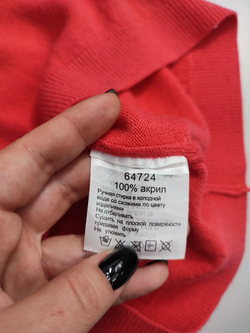 64724
100% акрил
Ручная стирка в холодной
воде со схожими по цвету
изделиями
Не отбеливать
Сушить на плоской поверхности
придавая форму
Не утюжить